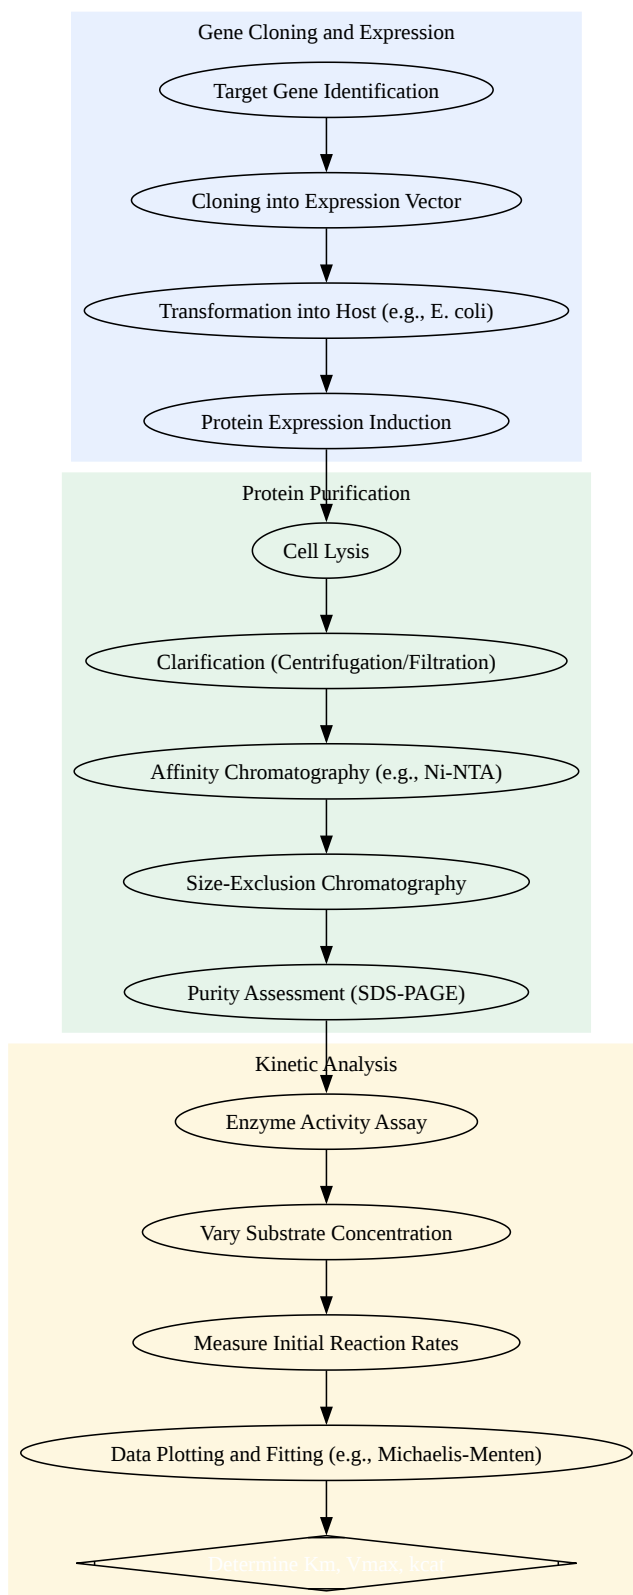 Gene Cloning and Expression
Target Gene Identification
Cloning into Expression Vector
Transformation into Host (e.g., E. coli)
Protein Expression Induction
Protein Purification
Cell Lysis
Clarification (Centrifugation/Filtration)
Affinity Chromatography (e.g., Ni-NTA)
Size-Exclusion Chromatography
Purity Assessment (SDS-PAGE)
Kinetic Analysis
Enzyme Activity Assay
Vary Substrate Concentration
Measure Initial Reaction Rates
Data Plotting and Fitting (e.g., Michaelis-Menten)
Determine Km, Vmax, kcat